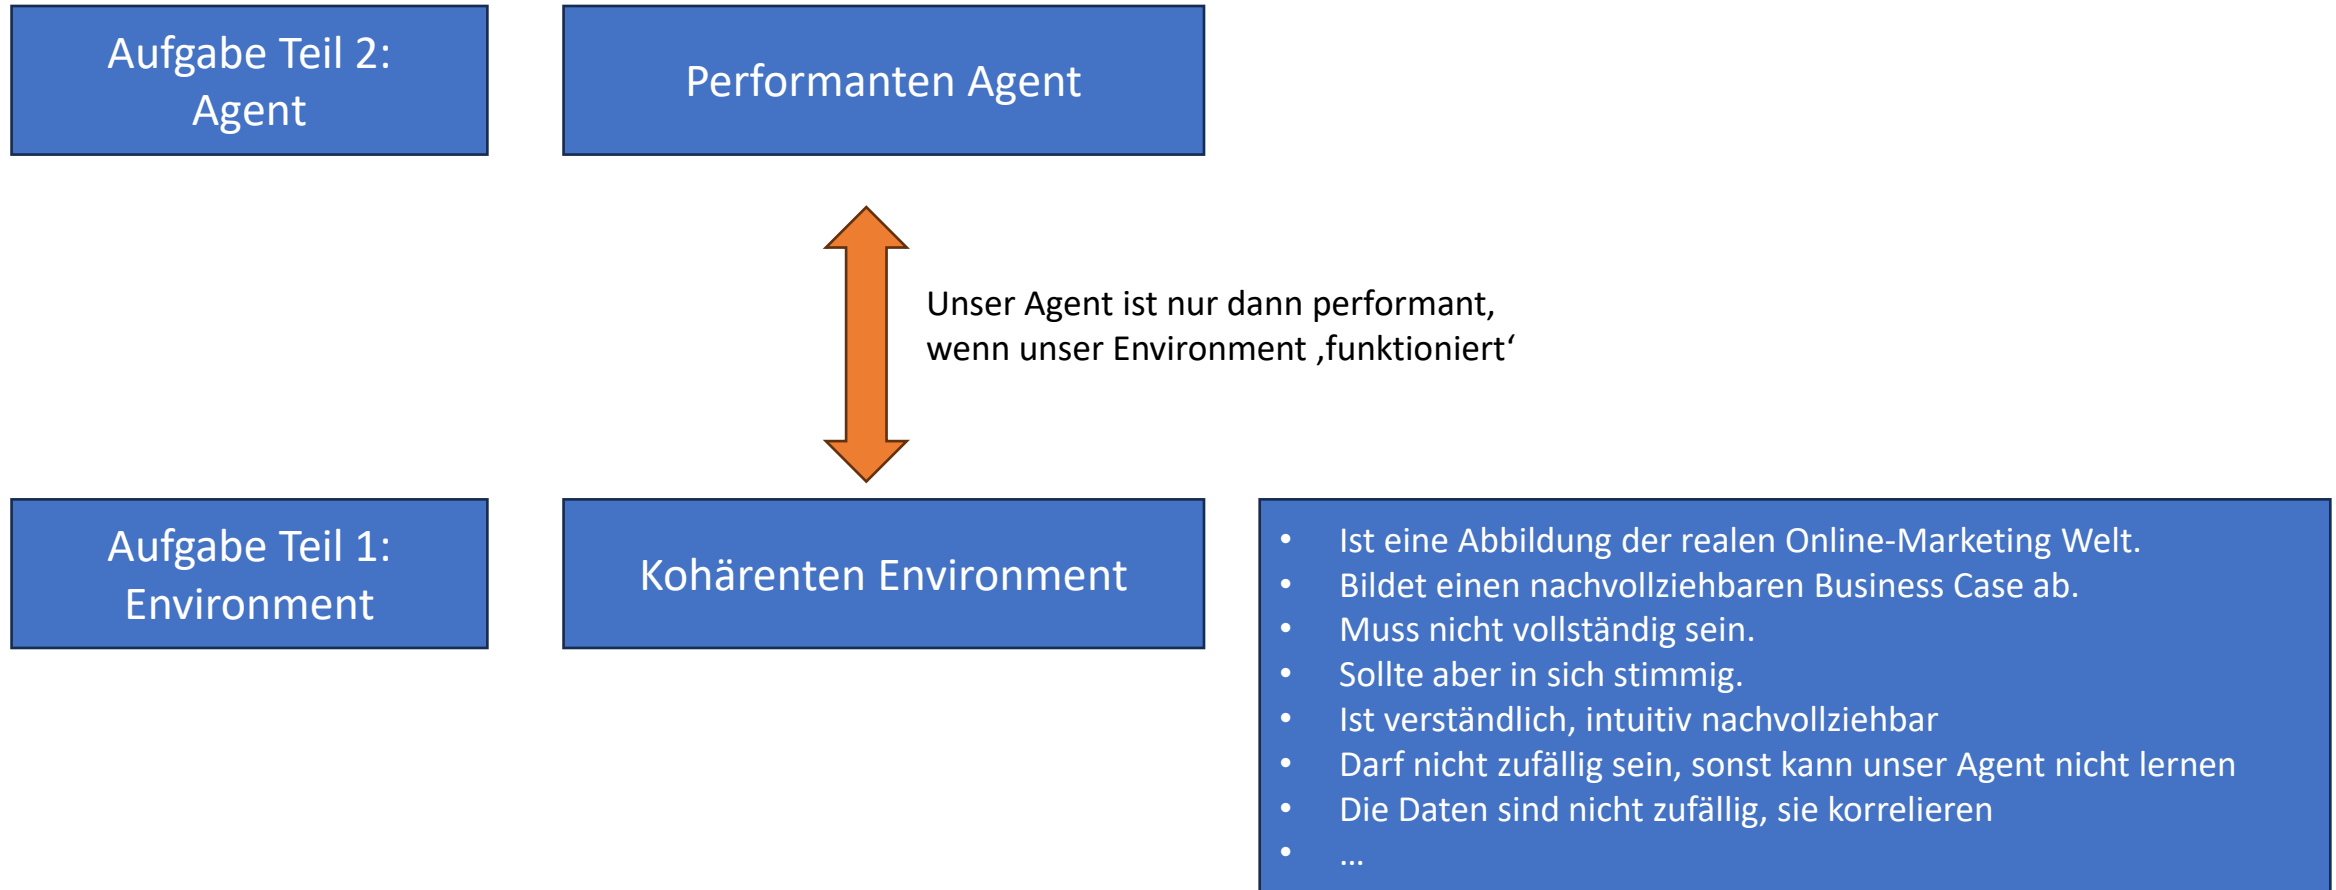 Aufgabe Teil 2:
Agent
Performanten Agent
Unser Agent ist nur dann performant,
wenn unser Environment ‚funktioniert‘
Aufgabe Teil 1:
Environment
Kohärenten Environment
• Ist eine Abbildung der realen Online-Marketing Welt.
• Bildet einen nachvollziehbaren Business Case ab.
• Muss nicht vollständig sein.
• Sollte aber in sich stimmig.
• Ist verständlich, intuitiv nachvollziehbar
• Darf nicht zufällig sein, sonst kann unser Agent nicht lernen
• Die Daten sind nicht zufällig, sie korrelieren
• …